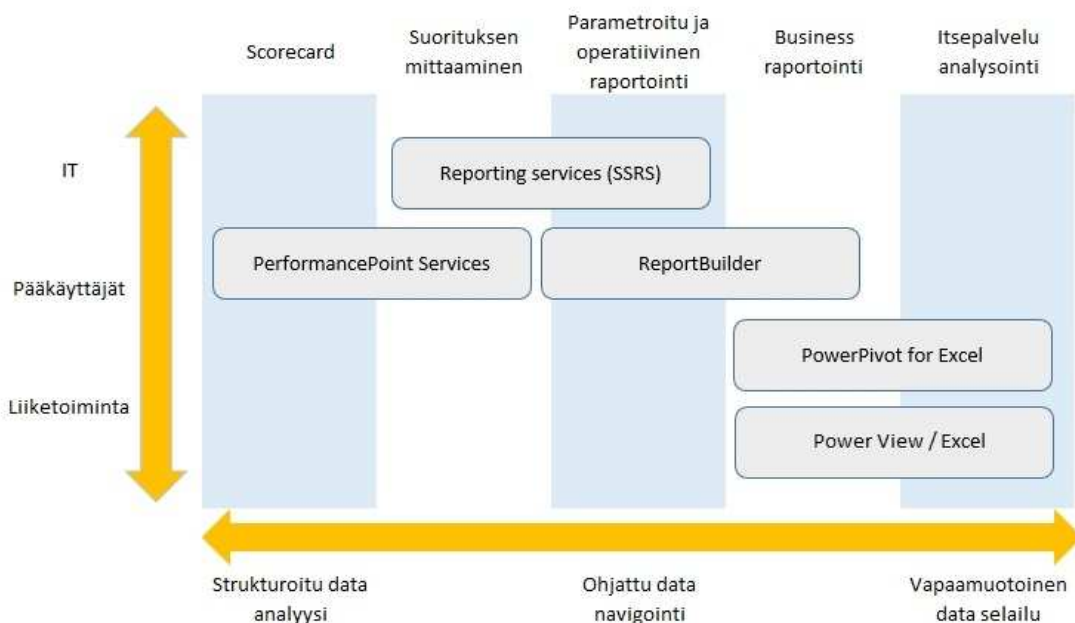 Scorecard
Suorituksen
mittaaminen
Parametroitu ja
operatiivinen
raportointi
Business
raportointi
Itsepalvelu
analysointi
IT
Reporting services (SSRS)
PerformancePoint Services
ReportBuilder
Pääkäyttäjät
PowerPivot for Excel
Liiketoiminta
Power View / Excel
Strukturoitu data
analyysi
Ohjattu data
navigointi
Vapaamuotoinen
data selailu